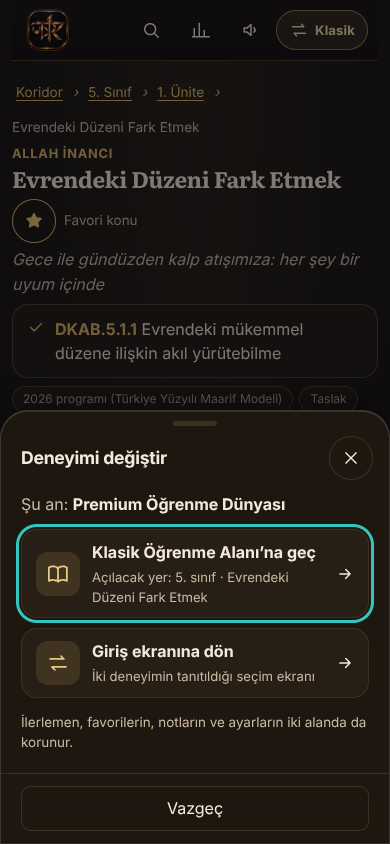 Klasik
Koridor › 5. Sınıf › 1. Ünite ›
Evrendeki Düzeni Fark Etmek
ALLAH İNANCI
Evrendeki Düzeni Fark Etmek
Favori konu
Gece ile gündüzden kalp atışımıza: her şey bir
uyum içinde
DKAB.5.1.1 Evrendeki mükemmel
düzene ilişkin akıl yürütebilme
2026 programı (Türkiye Yüzyılı Maarif Modeli) Taslak
Deneyimi değiştir
Şu an: Premium Öğrenme Dünyası
Klasik Öğrenme Alanı’na geç
Açılacak yer: 5. sınıf · Evrendeki
Düzeni Fark Etmek
Giriş ekranına dön
İki deneyimin tanıtıldığı seçim ekranı
İlerlemen, favorilerin, notların ve ayarların iki alanda da
korunur.
Vazgeç